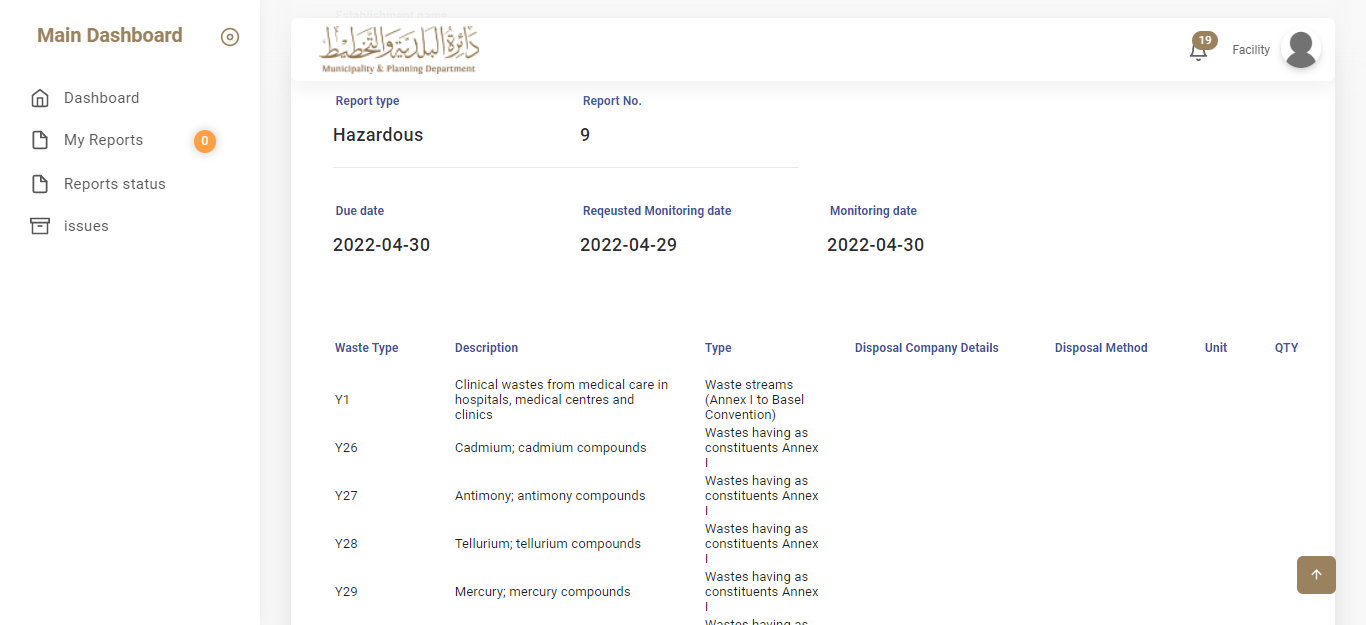 Main Dashboard
Dashboard
My Reports
0
Reports status
issues
Establishment name
دائرة البلدية والتخطيط
Municipality & Planning Department
19
Facility
Report type
Report No.
Hazardous
9
Due date
Reqeusted Monitoring date
Monitoring date
2022-04-30
2022-04-29
2022-04-30
Waste Type
Description
Type
Disposal Company Details
Disposal Method
Unit
QTY
Y1
Clinical wastes from medical care in
hospitals, medical centres and
clinics
Waste streams
(Annex I to Basel
Convention)
Y26
Cadmium; cadmium compounds
Wastes having as
constituents Annex
I
Y27
Antimony; antimony compounds
Wastes having as
constituents Annex
I
Y28
Tellurium; tellurium compounds
Wastes having as
constituents Annex
I
Y29
Mercury; mercury compounds
Wastes having as
constituents Annex
I
Wastes having as